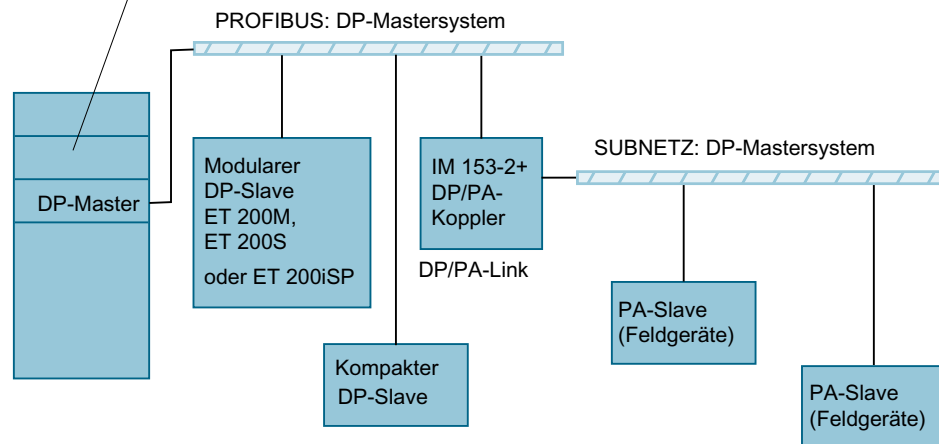 PROFIBUS: DP-Mastersystem
DP-Master
Modularer
DP-Slave
ET 200M,
ET 200S
oder ET 200iSP
Kompakter
DP-Slave
IM 153-2+
DP/PA-
Koppler
DP/PA-Link
SUBNETZ: DP-Mastersystem
PA-Slave
(Feldgeräte)
PA-Slave
(Feldgeräte)